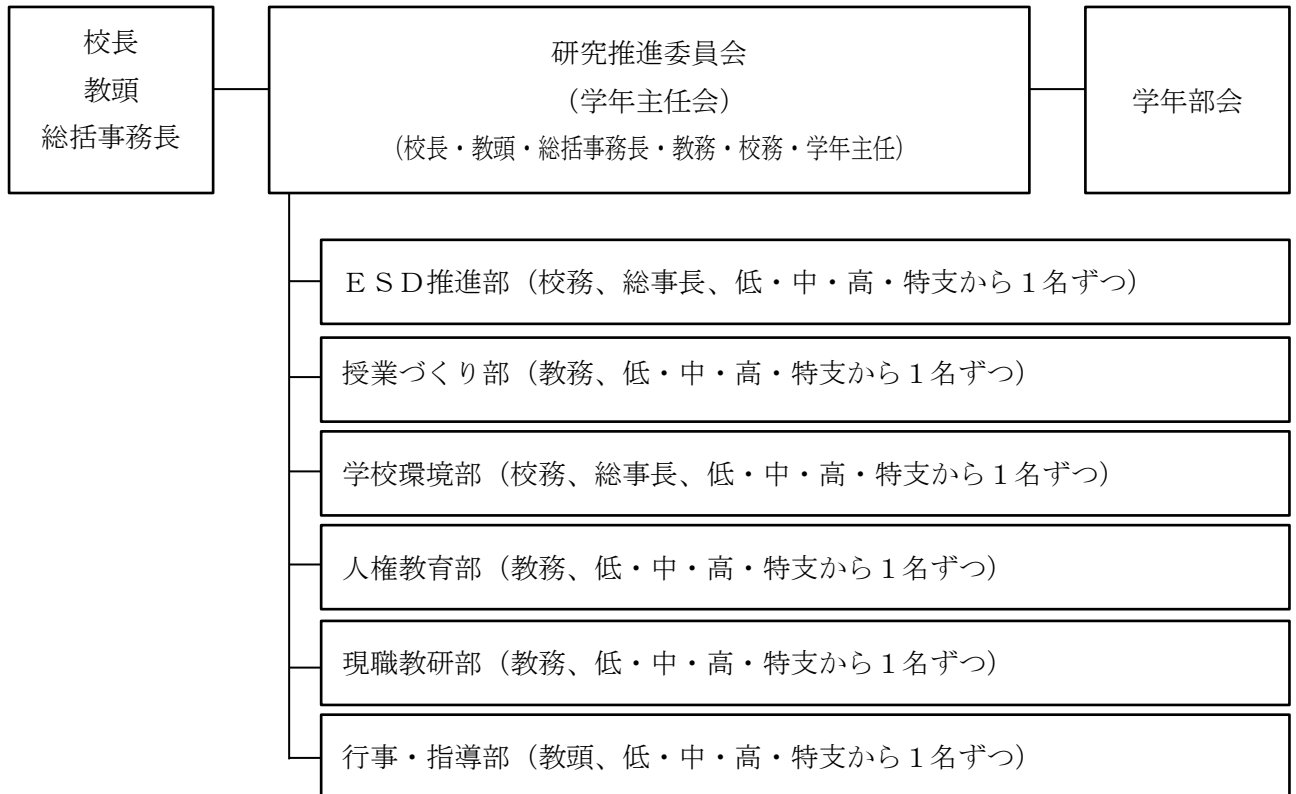 校長
教頭
総括事務長
研究推進委員会
（学年主任会）
（校長・教頭・総括事務長・教務・校務・学年主任）
学年部会
ＥＳＤ推進部（校務、総事長、低・中・高・特支から１名ずつ）
授業づくり部（教務、低・中・高・特支から１名ずつ）
学校環境部（校務、総事長、低・中・高・特支から１名ずつ）
人権教育部（教務、低・中・高・特支から１名ずつ）
現職教研部（教務、低・中・高・特支から１名ずつ）
行事・指導部（教頭、低・中・高・特支から１名ずつ）